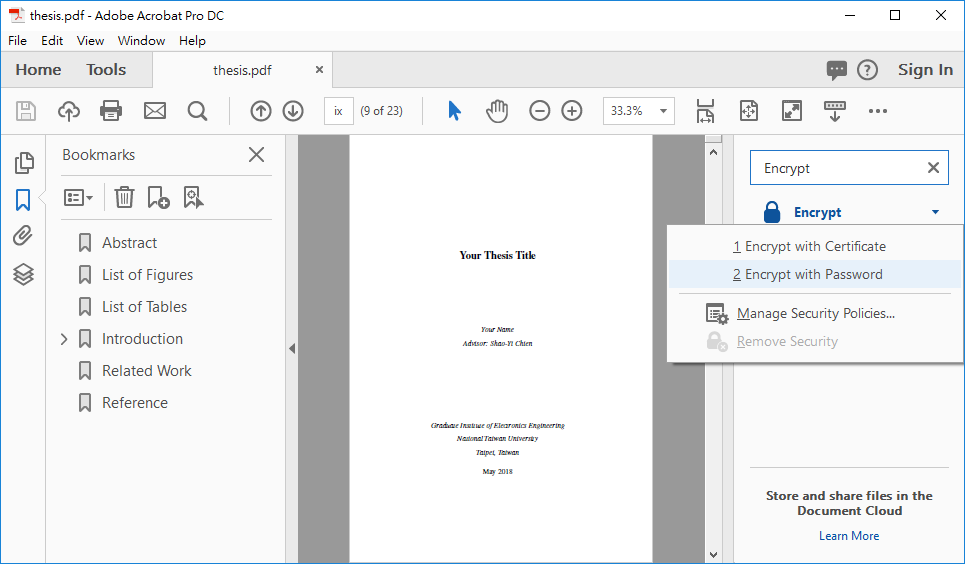 thesis.pdf - Adobe Acrobat Pro DC
File Edit View Window Help
Home Tools thesis.pdf × Sign In
ix (9 of 23) 33.3%
Bookmarks
Abstract
List of Figures
List of Tables
Introduction
Related Work
Reference
Your Thesis Title
Your Name
Advisor: Shao-Yi Chien
Graduate Institute of Electronics Engineering
National Taiwan University
Taipei, Taiwan
May 2018
Encrypt
Encrypt
1 Encrypt with Certificate
2 Encrypt with Password
Manage Security Policies...
Remove Security
Store and share files in the
Document Cloud
Learn More